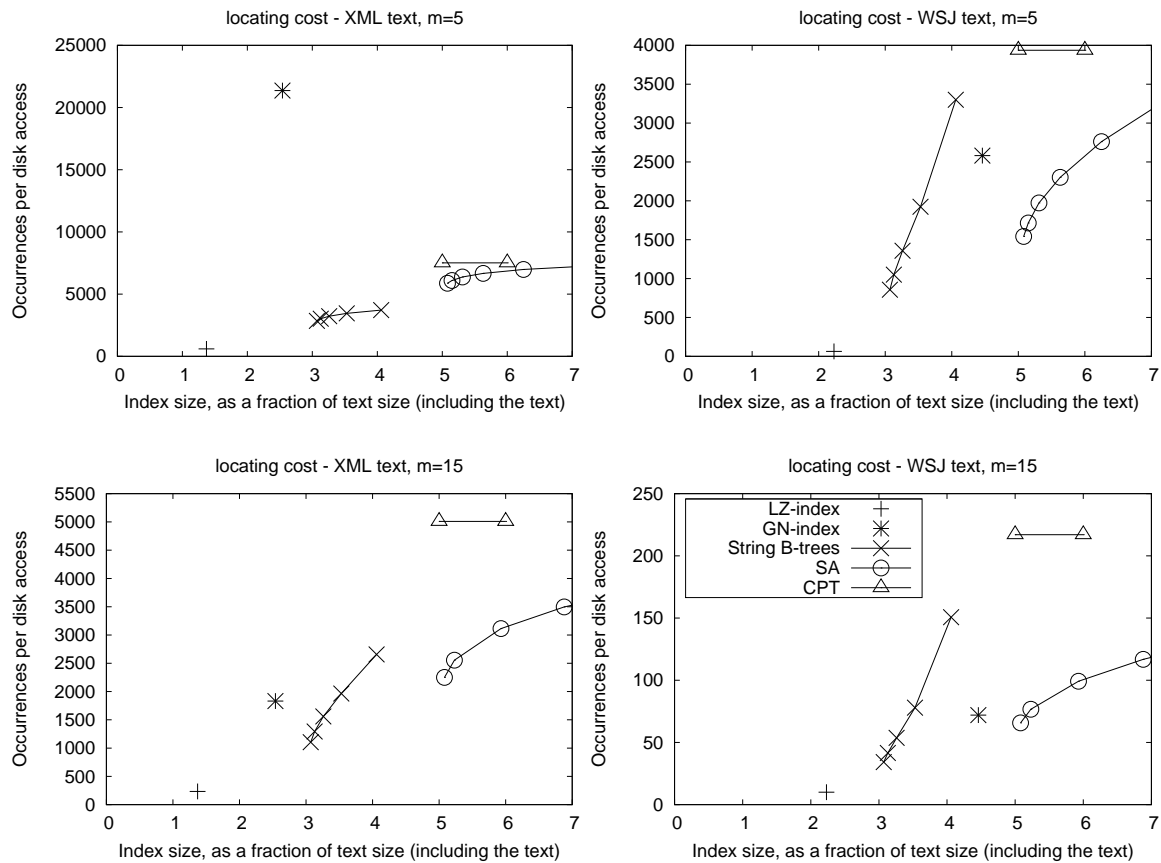 locating cost - XML text, m=5
25000
20000
15000
10000
5000
0
0 1 2 3 4 5 6 7
Occurrences per disk access
Index size, as a fraction of text size (including the text)
locating cost - WSJ text, m=5
4000
3500
3000
2500
2000
1500
1000
500
0
0 1 2 3 4 5 6 7
Occurrences per disk access
Index size, as a fraction of text size (including the text)
locating cost - XML text, m=15
5500
5000
4500
4000
3500
3000
2500
2000
1500
1000
500
0
0 1 2 3 4 5 6 7
Occurrences per disk access
Index size, as a fraction of text size (including the text)
locating cost - WSJ text, m=15
250
200
150
100
50
0
0 1 2 3 4 5 6 7
Occurrences per disk access
Index size, as a fraction of text size (including the text)
LZ-index
GN-index
String B-trees
SA
CPT